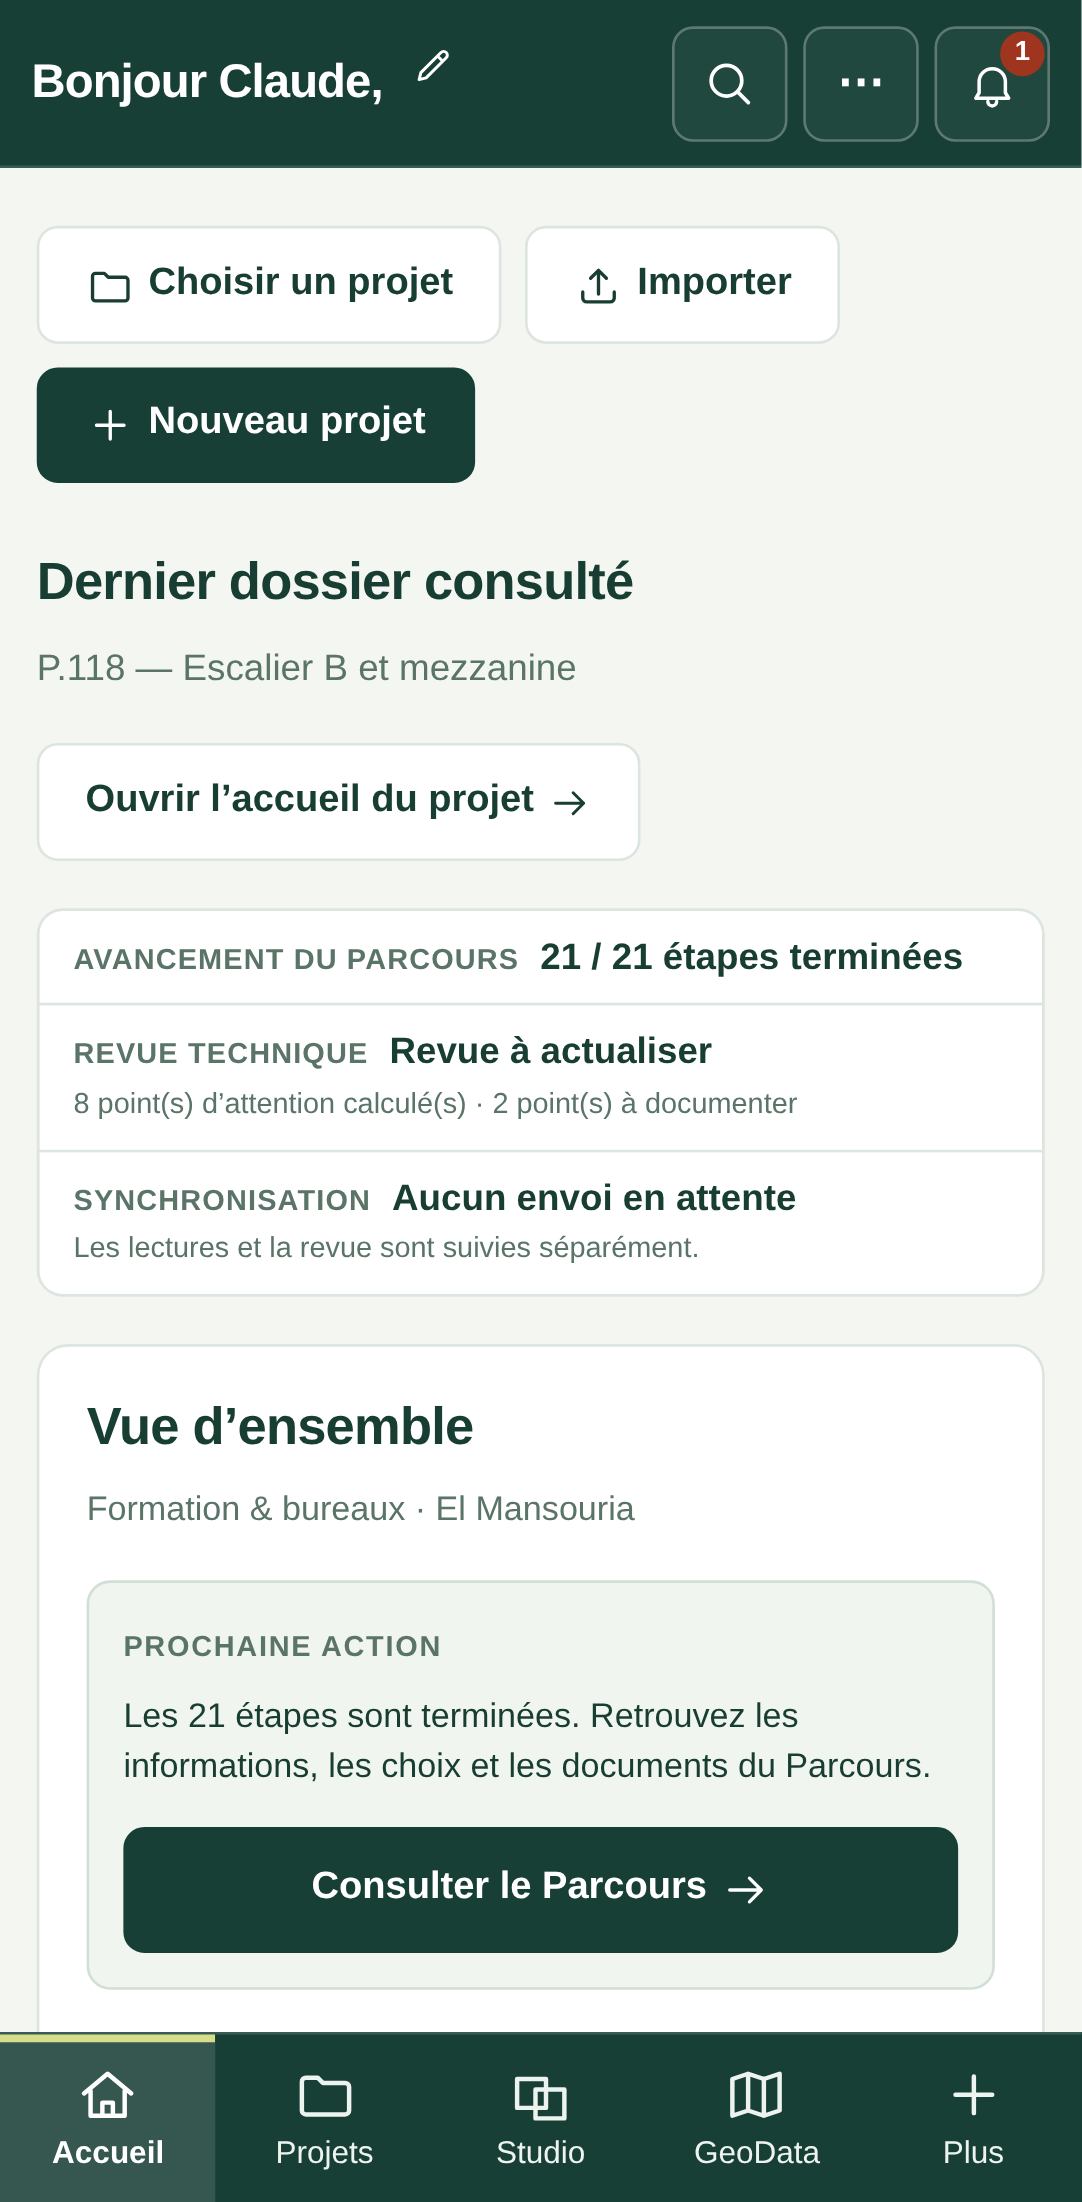 Bonjour Claude,
1
Choisir un projet
Importer
Nouveau projet
Dernier dossier consulté
P.118 — Escalier B et mezzanine
Ouvrir l’accueil du projet →
AVANCEMENT DU PARCOURS 21 / 21 étapes terminées
REVUE TECHNIQUE Revue à actualiser
8 point(s) d’attention calculé(s) · 2 point(s) à documenter
SYNCHRONISATION Aucun envoi en attente
Les lectures et la revue sont suivies séparément.
Vue d’ensemble
Formation & bureaux · El Mansouria
PROCHAINE ACTION
Les 21 étapes sont terminées. Retrouvez les
informations, les choix et les documents du Parcours.
Consulter le Parcours →
Accueil
Projets
Studio
GeoData
Plus